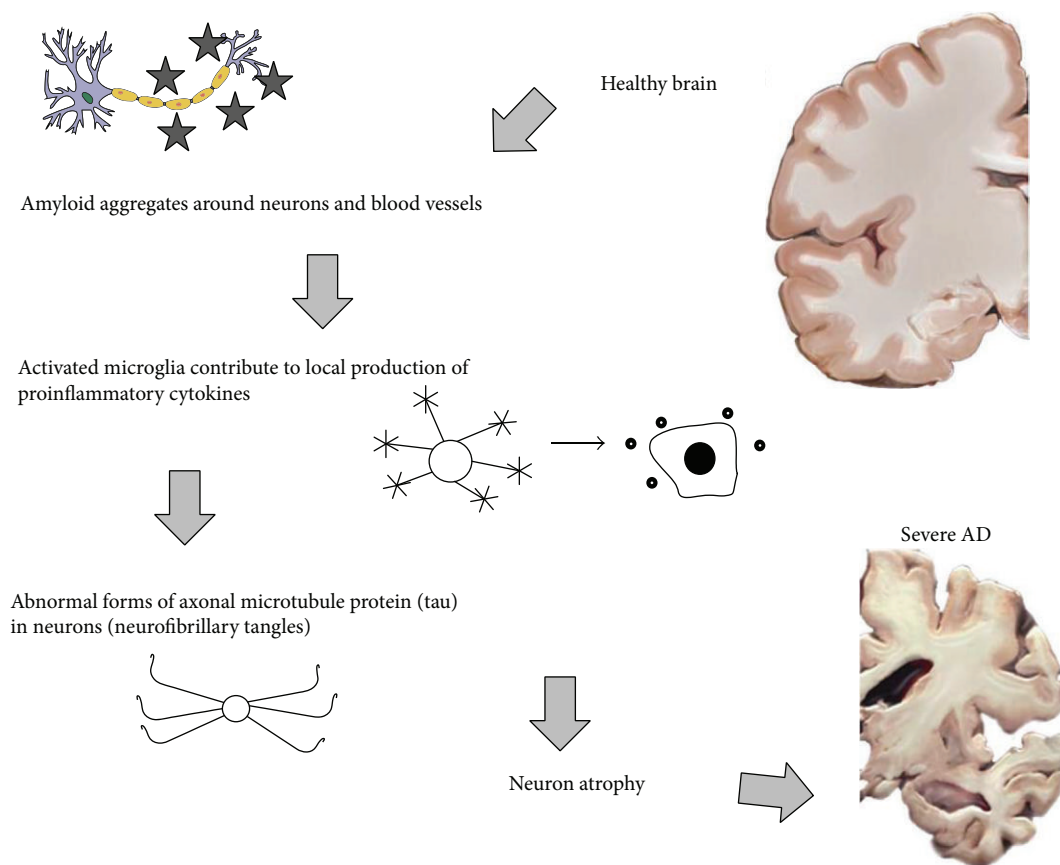 Healthy brain
Amyloid aggregates around neurons and blood vessels
Activated microglia contribute to local production of
proinflammatory cytokines
Severe AD
Abnormal forms of axonal microtubule protein (tau)
in neurons (neurofibrillary tangles)
Neuron atrophy